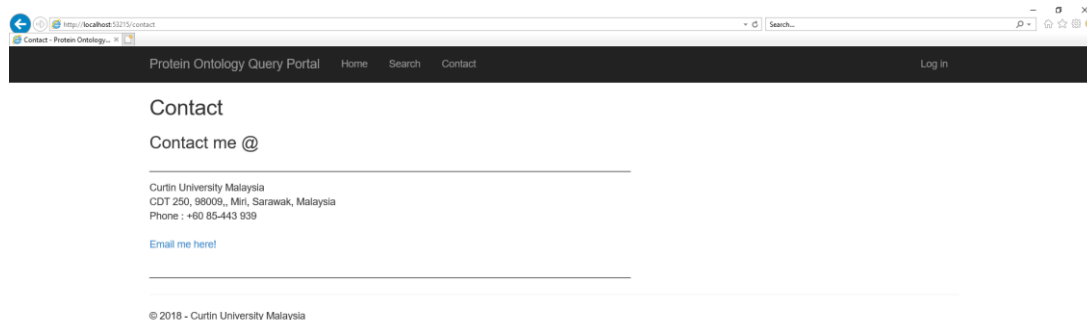 http://localhost:53215/contact
Search...
Contact - Protein Ontology...
Protein Ontology Query Portal Home Search Contact Log in
Contact
Contact me @
Curtin University Malaysia
CDT 250, 98009,, Miri, Sarawak, Malaysia
Phone : +60 85-443 939
Email me here!
© 2018 - Curtin University Malaysia